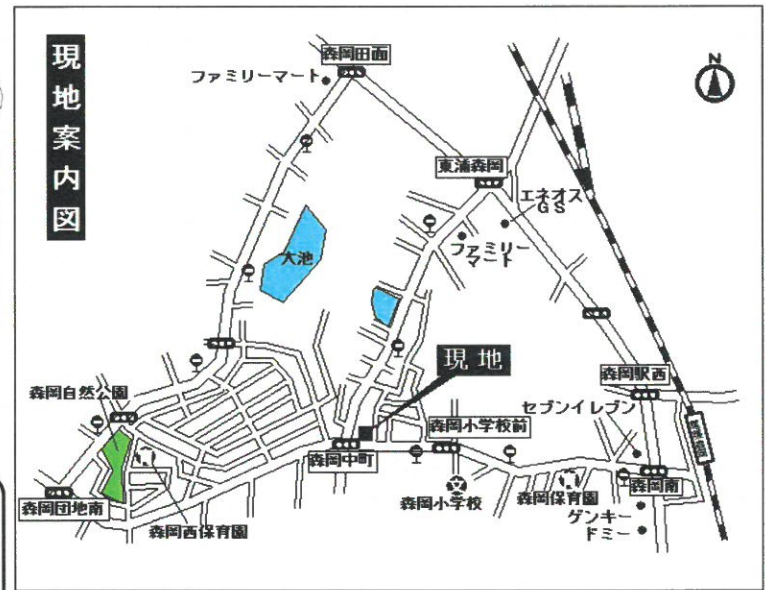 現地案内図
N
森岡田面
ファミリーマート
東浦森岡
エネオス
GS
ファミリー
マート
大池
現地
森岡駅西
森岡自然公園
セブンイレブン
森岡小学校前
森岡中町
森岡南
森岡団地南
森岡西保育園
文
森岡小学校
森岡保育園
ゲンキー
ドミー